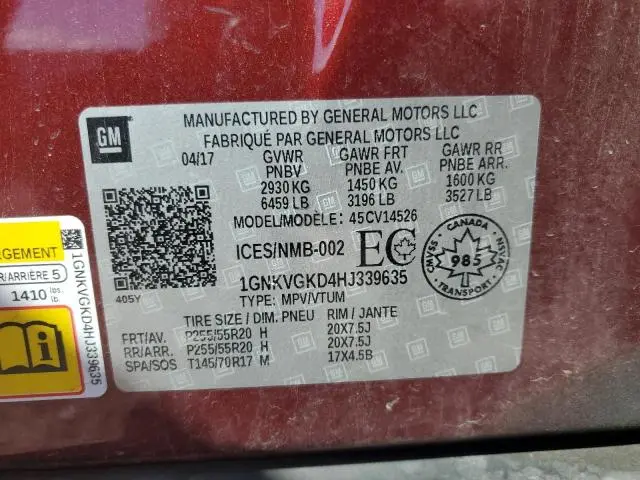 GM
MANUFACTURED BY GENERAL MOTORS LLC
FABRIQUÉ PAR GENERAL MOTORS LLC
04/17 GVWR GAWR FRT GAWR RR
PNBV PNBE AV. PNBE ARR.
2930 KG 1450 KG 1600 KG
6459 LB 3196 LB 3527 LB
MODEL/MODÈLE: 45CV14526
ICES/NMB-002 EC
CANADA
CMVSS 985 NSVAC
TRANSPORT
1GNKVGKD4HJ339635
405Y TYPE: MPV/VTUM
TIRE SIZE / DIM. PNEU RIM / JANTE
FRT/AV. P255/55R20 H 20X7.5J
RR/ARR. P255/55R20 H 20X7.5J
SPA/SOS T145/70R17 M 17X4.5B
RGEMENT
R/ARRIÈRE 5
1410 lbs.
lb.
1GNKVGKD4HJ339635